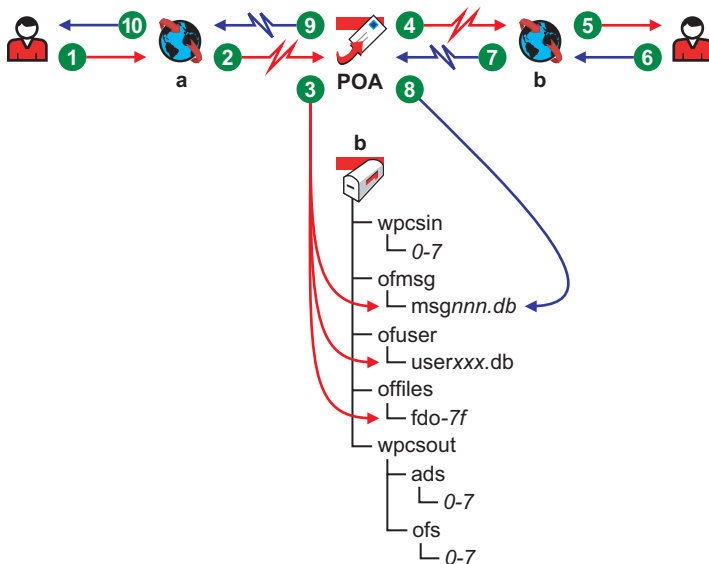 10 9 4 5
1 2 7 6
a POA b
3 8
b
wpcsin
0-7
ofmsg
msgnnn.db
ofuser
userxxx.db
offiles
fdo-7f
wpcsout
ads
0-7
ofs
0-7